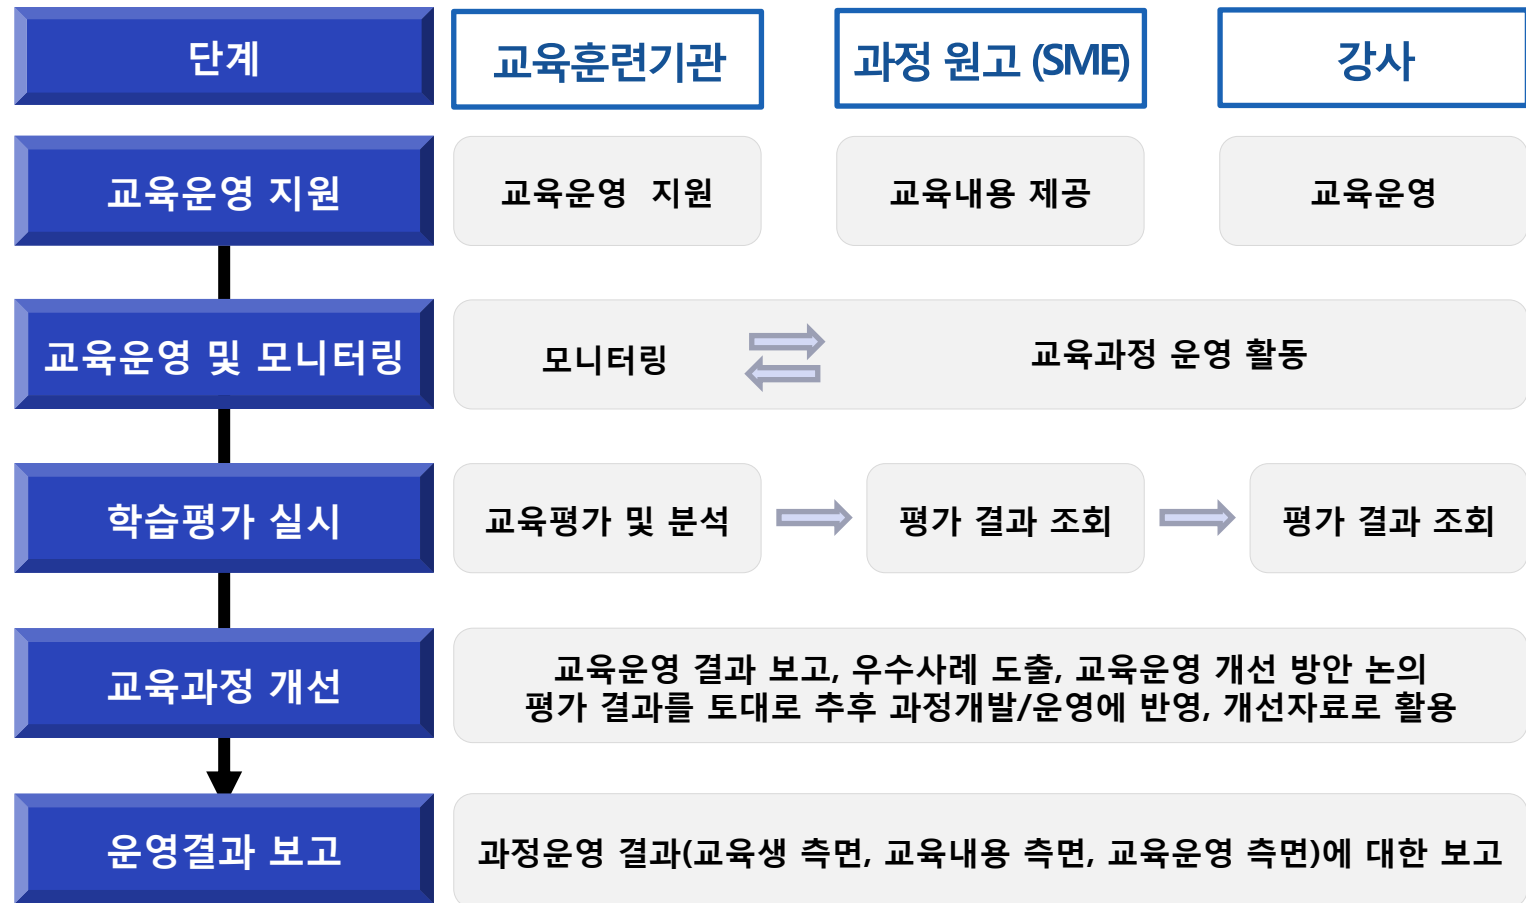 단계
교육훈련기관
과정 원고 (SME)
강사
교육운영 지원
교육운영 지원
교육내용 제공
교육운영
교육운영 및 모니터링
모니터링
교육과정 운영 활동
학습평가 실시
교육평가 및 분석
평가 결과 조회
평가 결과 조회
교육과정 개선
교육운영 결과 보고, 우수사례 도출, 교육운영 개선 방안 논의
평가 결과를 토대로 추후 과정개발/운영에 반영, 개선자료로 활용
운영결과 보고
과정운영 결과(교육생 측면, 교육내용 측면, 교육운영 측면)에 대한 보고